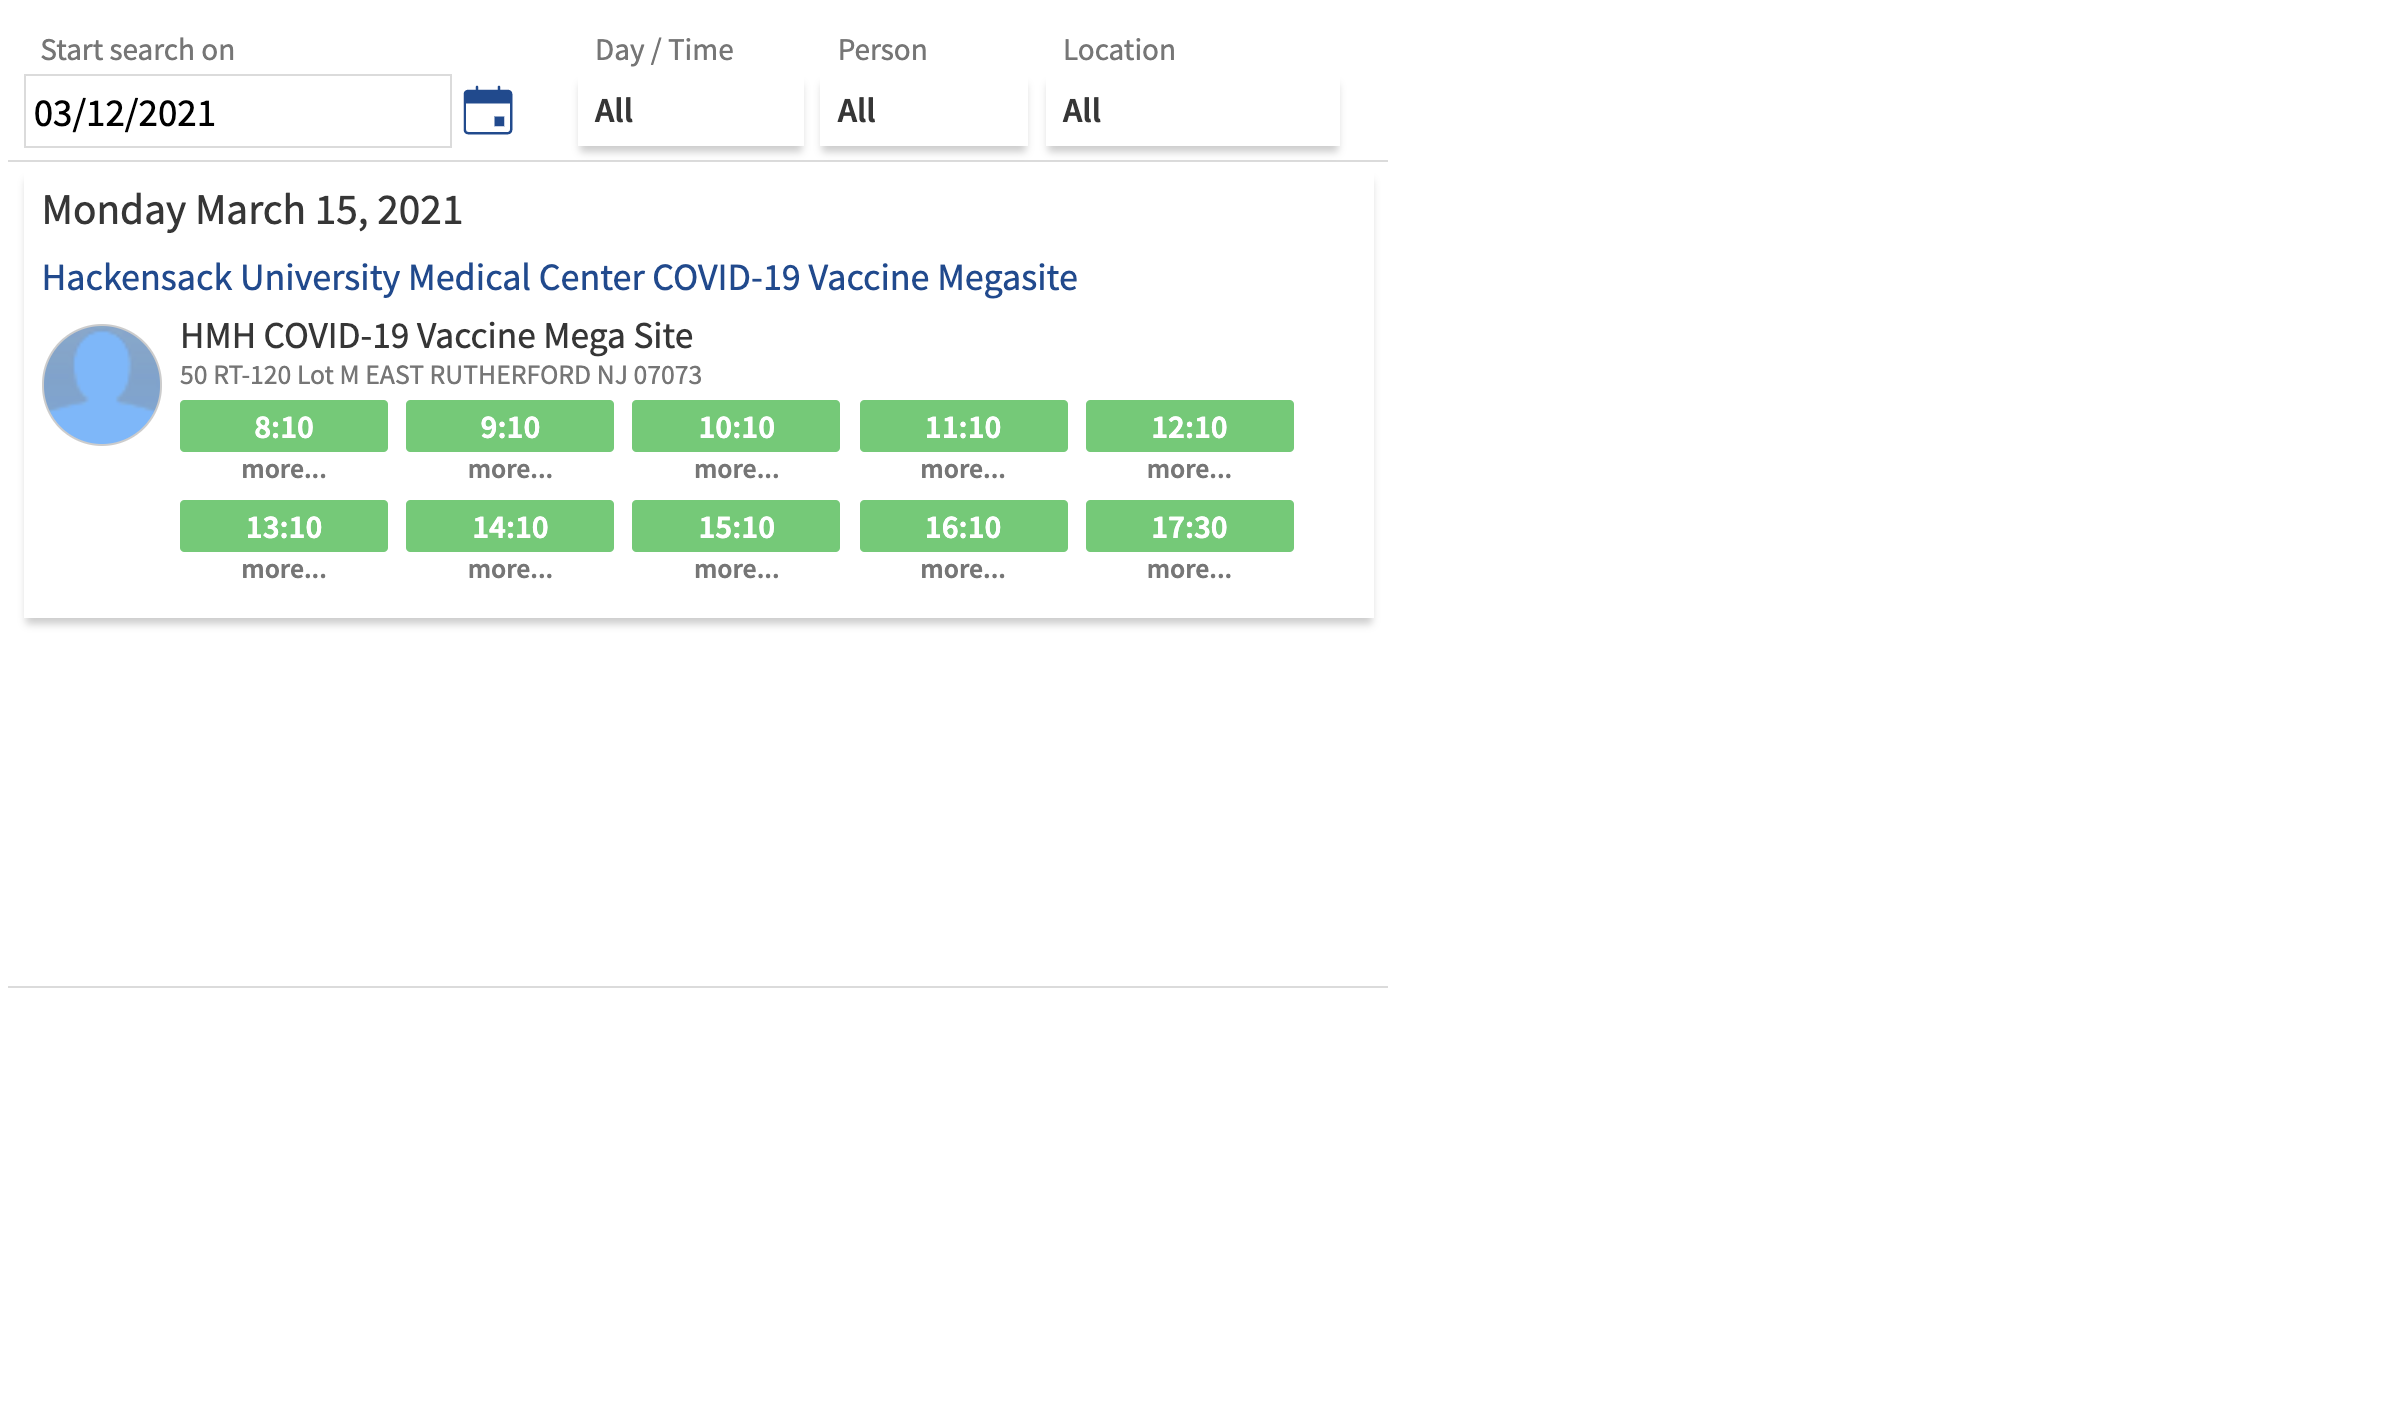 Start search on Day / Time Person Location
03/12/2021 All All All
Monday March 15, 2021
Hackensack University Medical Center COVID-19 Vaccine Megasite
HMH COVID-19 Vaccine Mega Site
50 RT-120 Lot M EAST RUTHERFORD NJ 07073
8:10 9:10 10:10 11:10 12:10
more... more... more... more... more...
13:10 14:10 15:10 16:10 17:30
more... more... more... more... more...